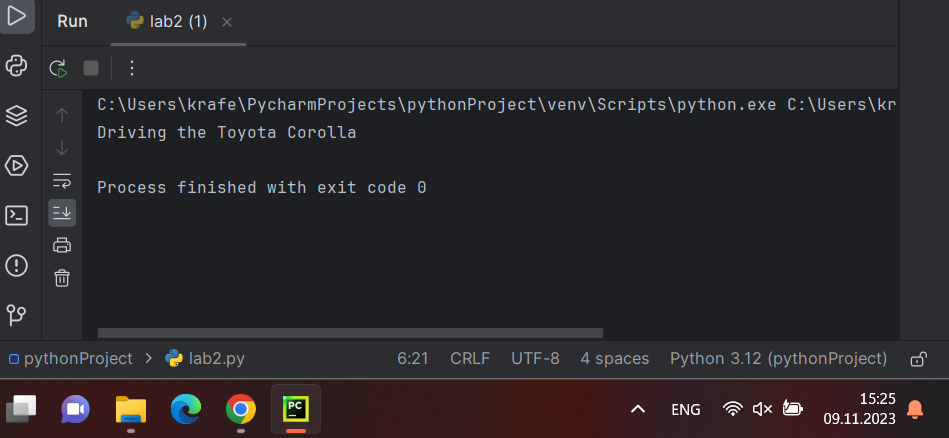 Run
lab2 (1)
C:\Users\krafe\PycharmProjects\pythonProject\venv\Scripts\python.exe C:\Users\kr
Driving the Toyota Corolla
Process finished with exit code 0
pythonProject > lab2.py 6:21 CRLF UTF-8 4 spaces Python 3.12 (pythonProject)
PC
ENG
15:25
09.11.2023